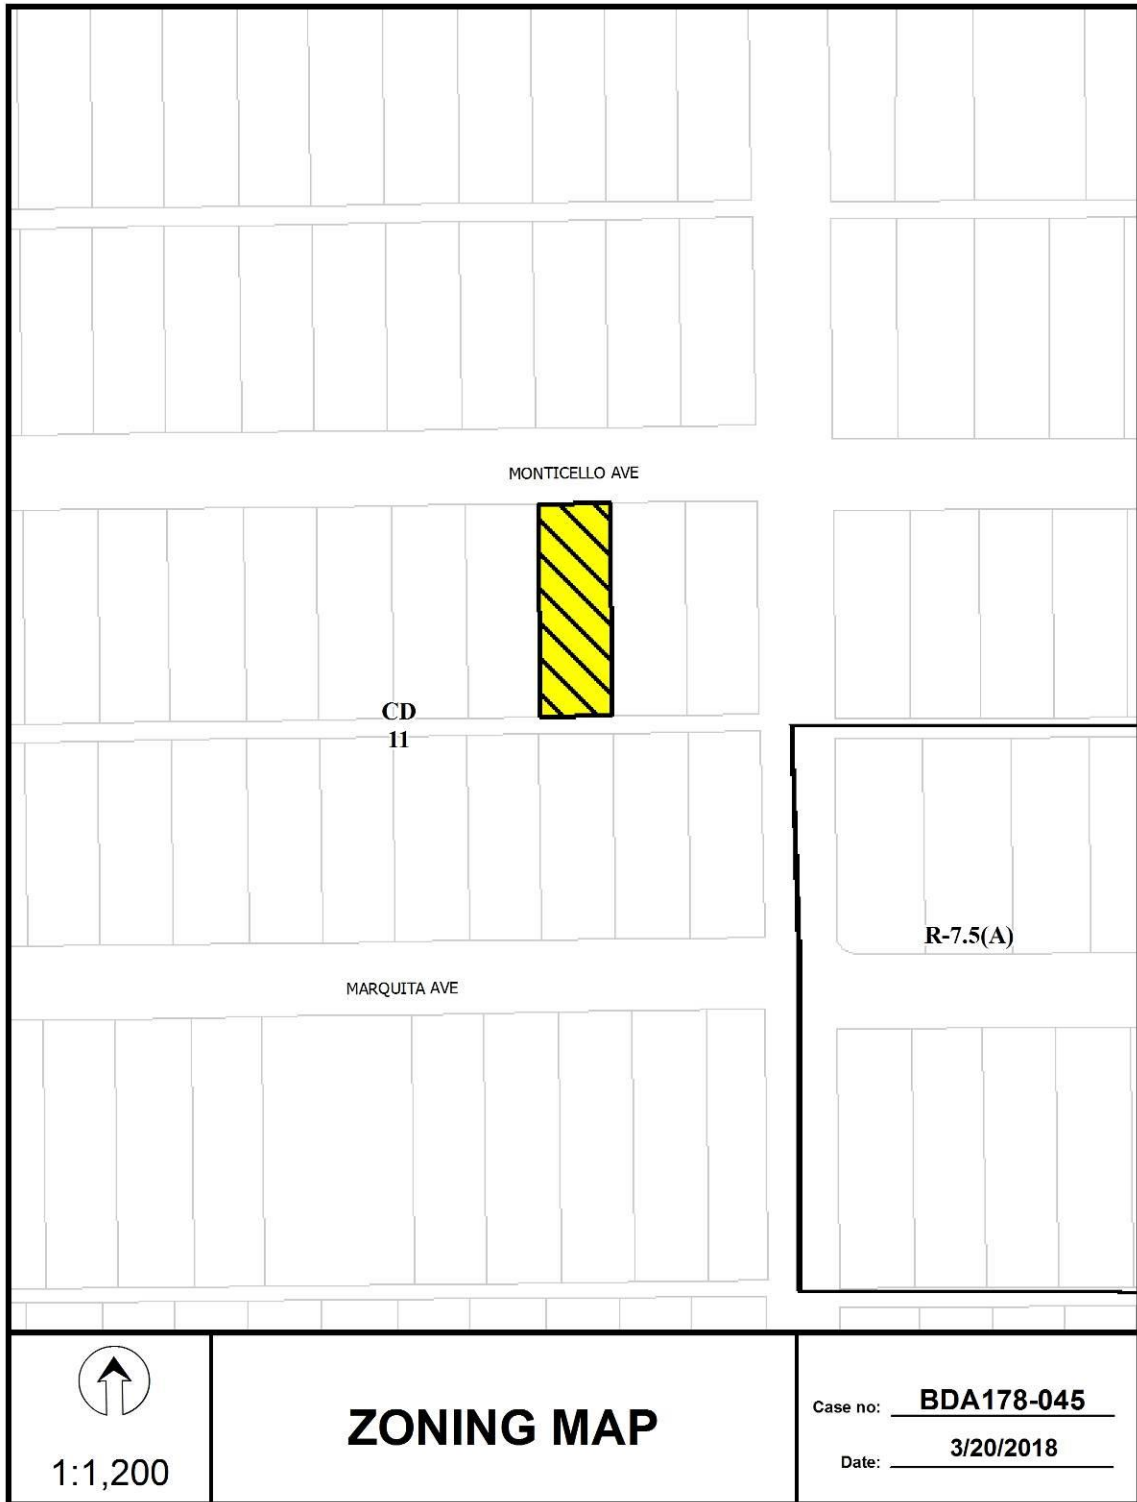 MONTICELLO AVE
CD
11
R-7.5(A)
MARQUITA AVE
1:1,200
ZONING MAP
Case no: BDA178-045
Date: 3/20/2018